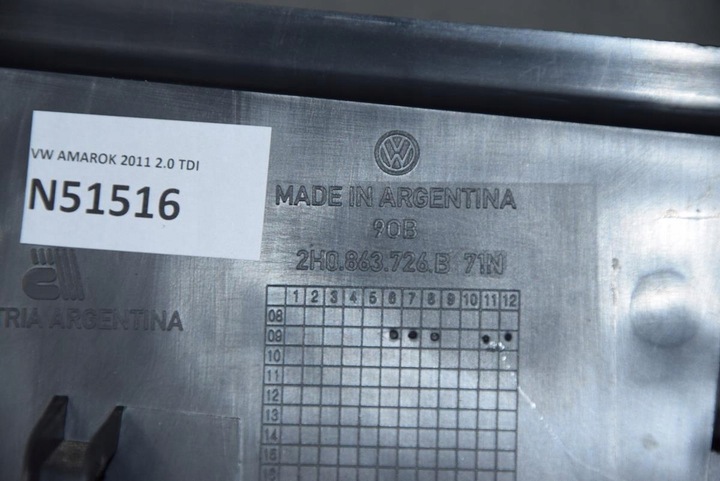 VW AMAROK 2011 2.0 TDI
N51516
MADE IN ARGENTINA
90B
2H0.863.726.B 71N
TRIA ARGENTINA
1 2 3 4 5 6 7 8 9 10 11 12
08
09
10
11
12
13
14
15